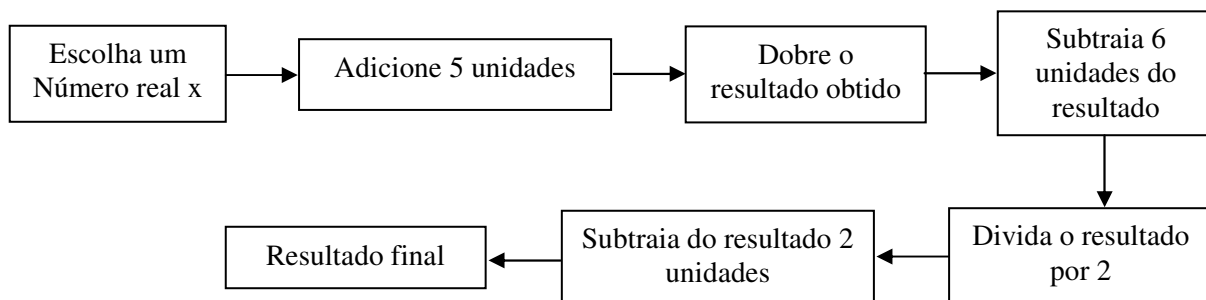 Escolha um
Número real x
Adicione 5 unidades
Dobre o
resultado obtido
Subtraia 6
unidades do
resultado
Divida o resultado
por 2
Subtraia do resultado 2
unidades
Resultado final